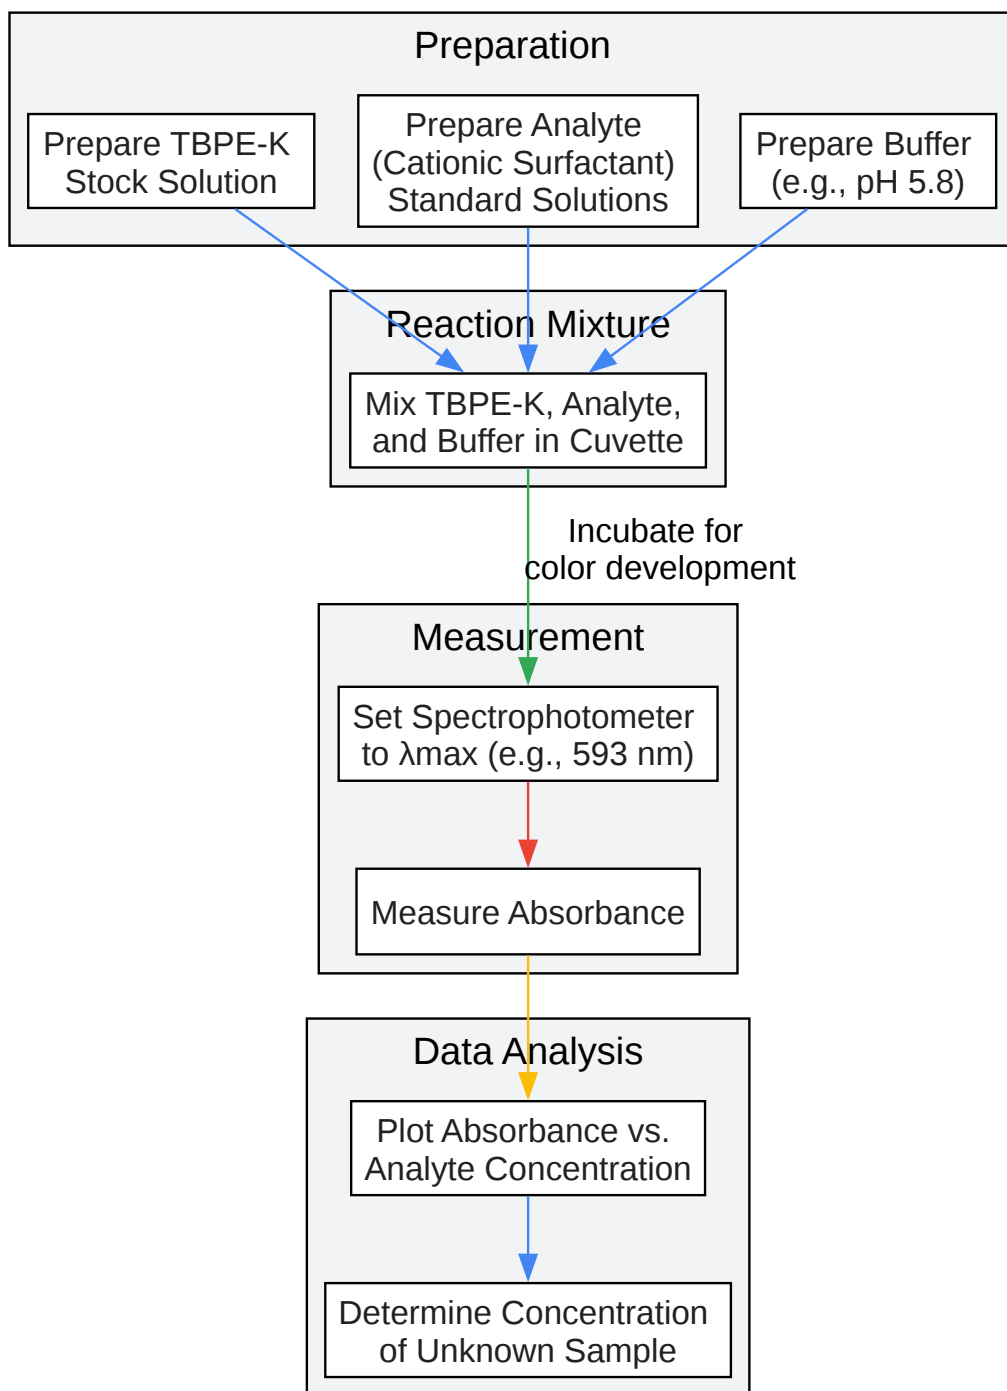 Preparation
Prepare TBPE-K
Stock Solution
Prepare Analyte
(Cationic Surfactant)
Standard Solutions
Prepare Buffer
(e.g., pH 5.8)
Reaction Mixture
Mix TBPE-K, Analyte,
and Buffer in Cuvette
Incubate for
color development
Measurement
Set Spectrophotometer
to λmax (e.g., 593 nm)
Measure Absorbance
Data Analysis
Plot Absorbance vs.
Analyte Concentration
Determine Concentration
of Unknown Sample